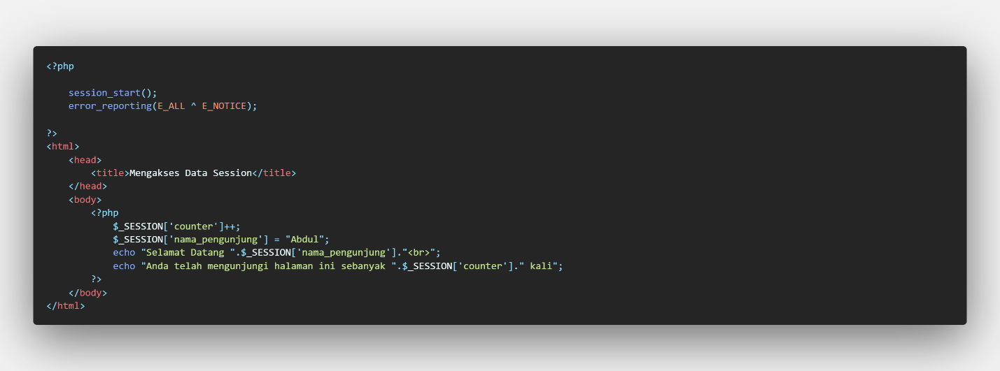 <?php
session_start();
error_reporting(E_ALL ^ E_NOTICE);
?>
<html>
<head>
<title>Mengakses Data Session</title>
</head>
<body>
<?php
$_SESSION['counter']++;
$_SESSION['nama_pengunjung'] = "Abdul";
echo "Selamat Datang ".$_SESSION['nama_pengunjung']."<br>";
echo "Anda telah mengunjungi halaman ini sebanyak ".$_SESSION['counter']." kali";
?>
</body>
</html>